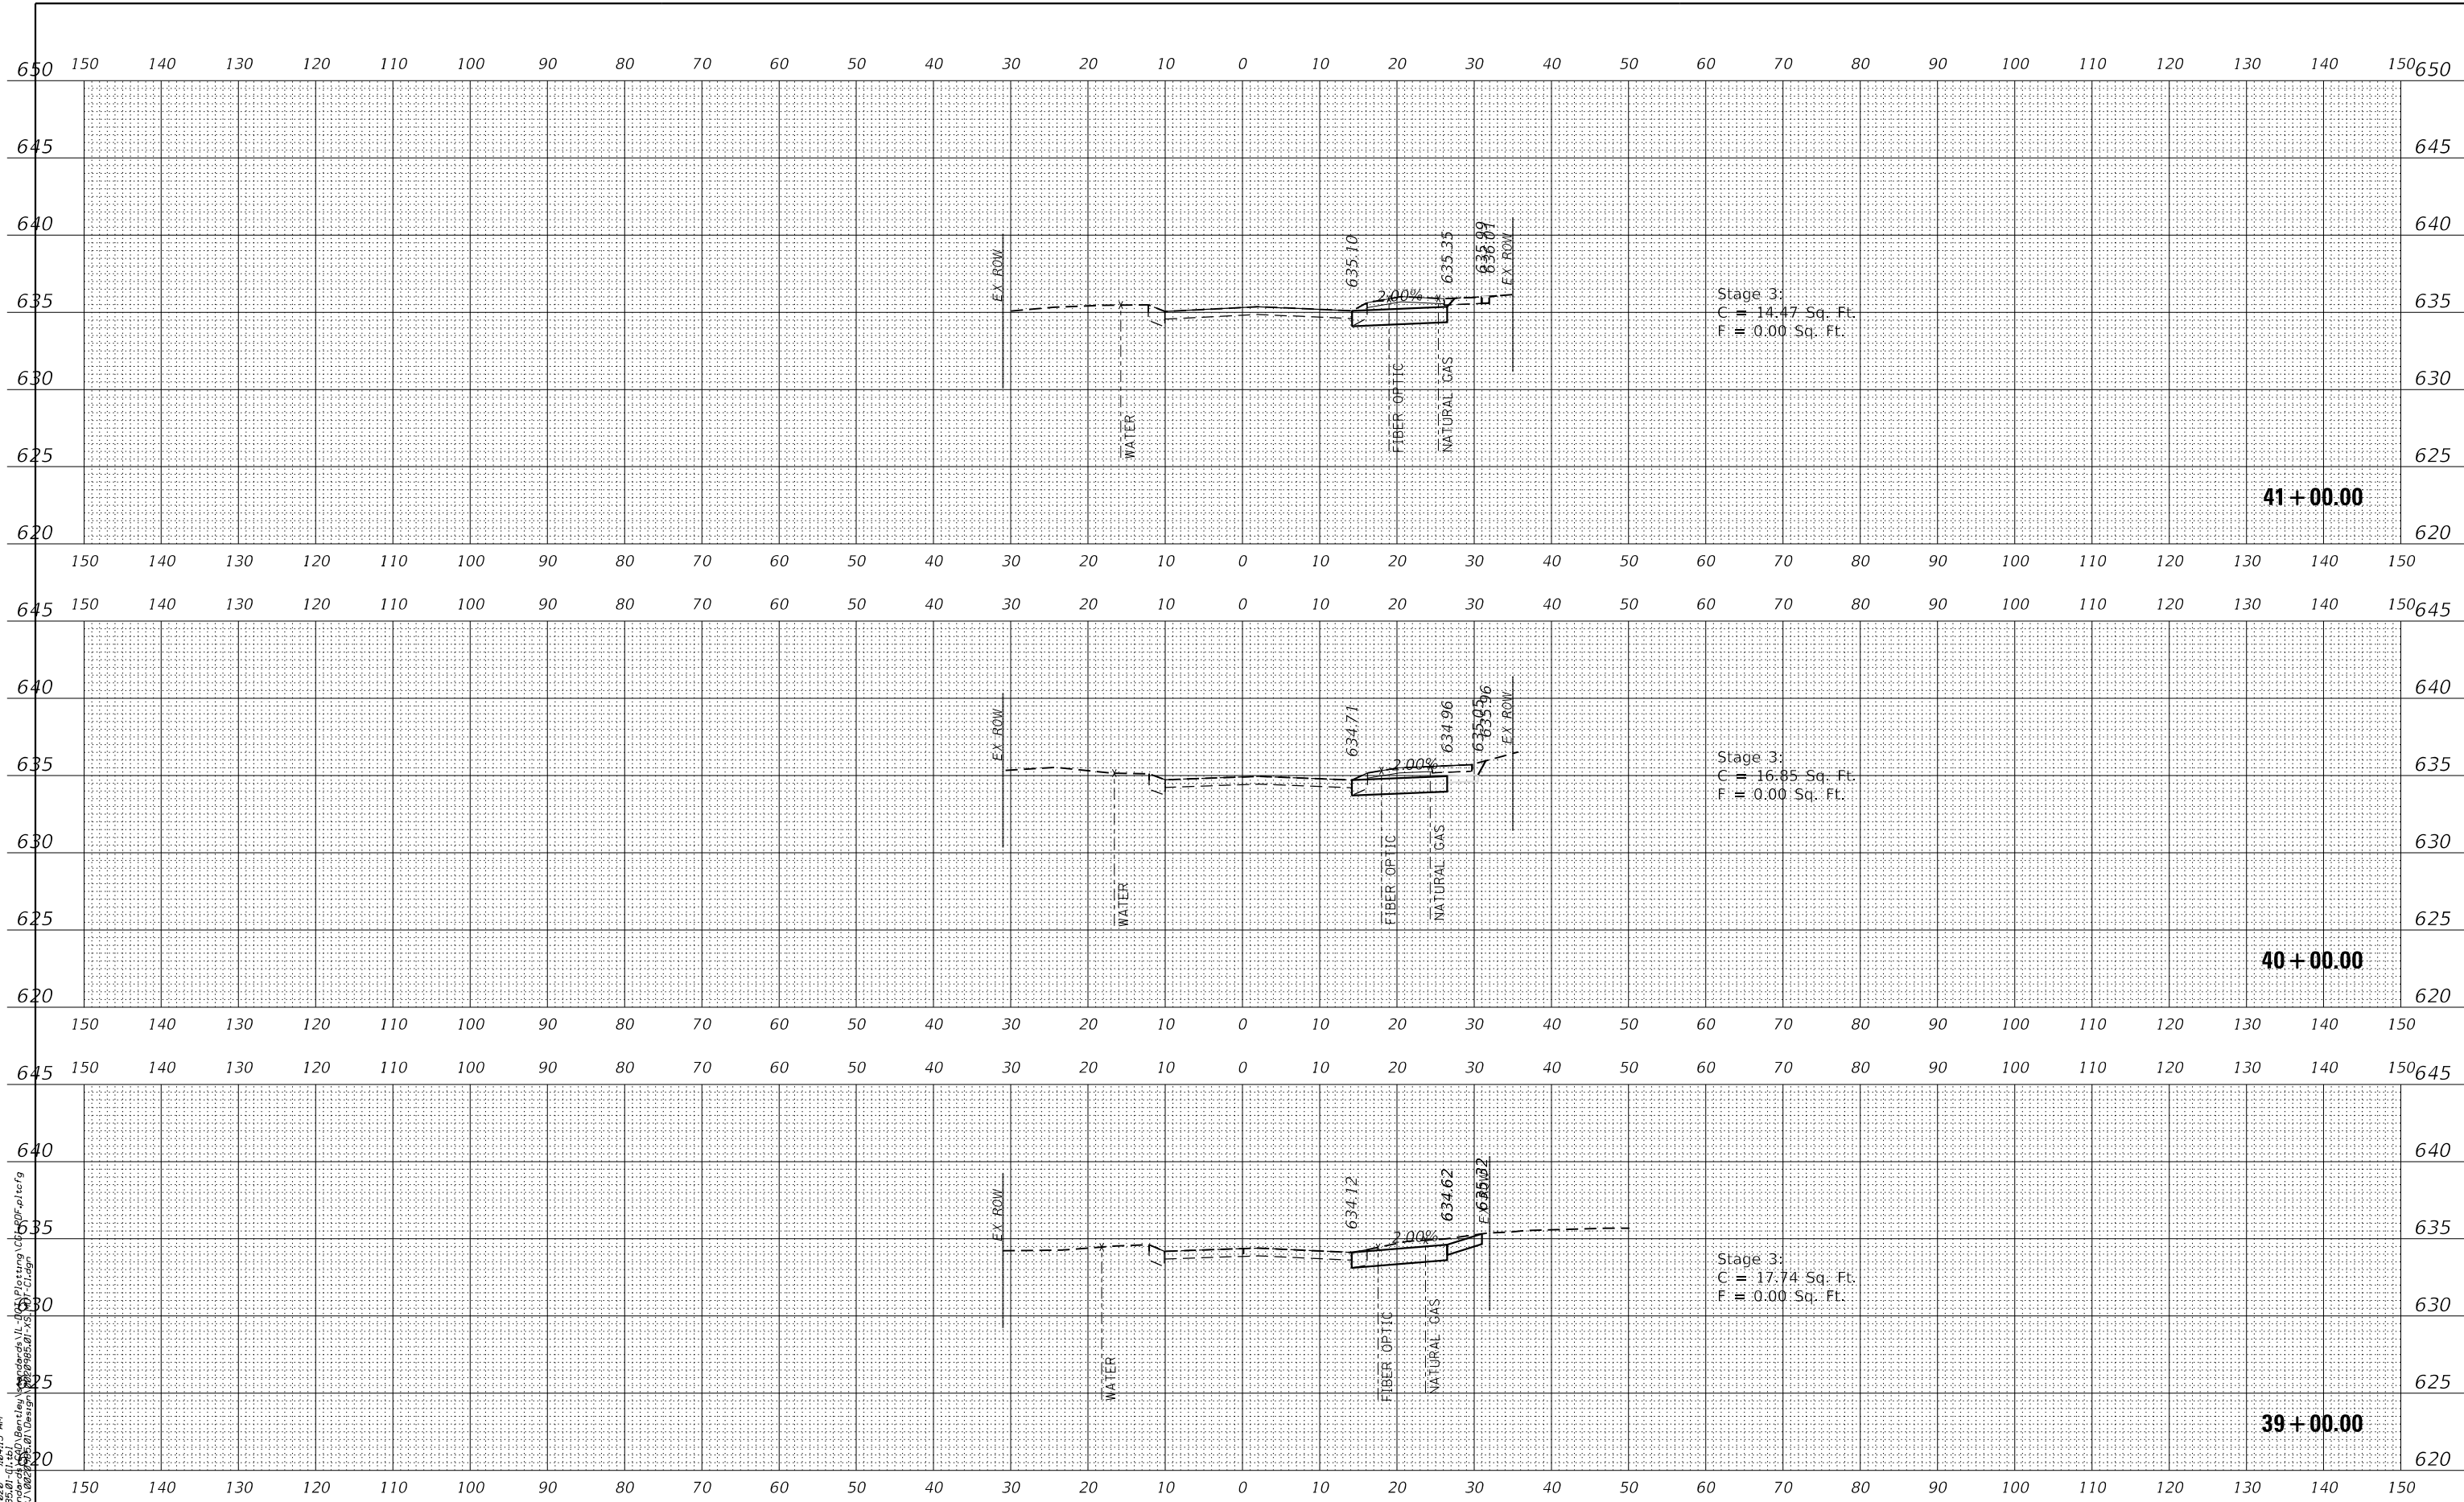 150 140 130 120 110 100 90 80 70 60 50 40 30 20 10 0 10 20 30 40 50 60 70 80 90 100 110 120 130 140 150
650 650
645 645
640 640
EX ROW 635.10 635.35 635.99 636.01 EX ROW
2.00%
635 635
Stage 3:
C = 14.47 Sq. Ft.
F = 0.00 Sq. Ft.
630 630
WATER FIBER OPTIC NATURAL GAS
625 625
41+00.00
620 620
150 140 130 120 110 100 90 80 70 60 50 40 30 20 10 0 10 20 30 40 50 60 70 80 90 100 110 120 130 140 150
150 140 130 120 110 100 90 80 70 60 50 40 30 20 10 0 10 20 30 40 50 60 70 80 90 100 110 120 130 140 150
645 645
640 640
EX ROW 634.71 634.96 635.05 635.96 EX ROW
2.00%
635 635
Stage 3:
C = 16.85 Sq. Ft.
F = 0.00 Sq. Ft.
630 630
WATER FIBER OPTIC NATURAL GAS
625 625
40+00.00
620 620
150 140 130 120 110 100 90 80 70 60 50 40 30 20 10 0 10 20 30 40 50 60 70 80 90 100 110 120 130 140 150
150 140 130 120 110 100 90 80 70 60 50 40 30 20 10 0 10 20 30 40 50 60 70 80 90 100 110 120 130 140 150
645 645
640 640
EX ROW 634.12 634.62 635.32 EX ROW
2.00%
635 635
Stage 3:
C = 17.74 Sq. Ft.
F = 0.00 Sq. Ft.
630 630
WATER FIBER OPTIC NATURAL GAS
625 625
39+00.00
620 620
150 140 130 120 110 100 90 80 70 60 50 40 30 20 10 0 10 20 30 40 50 60 70 80 90 100 110 120 130 140 150